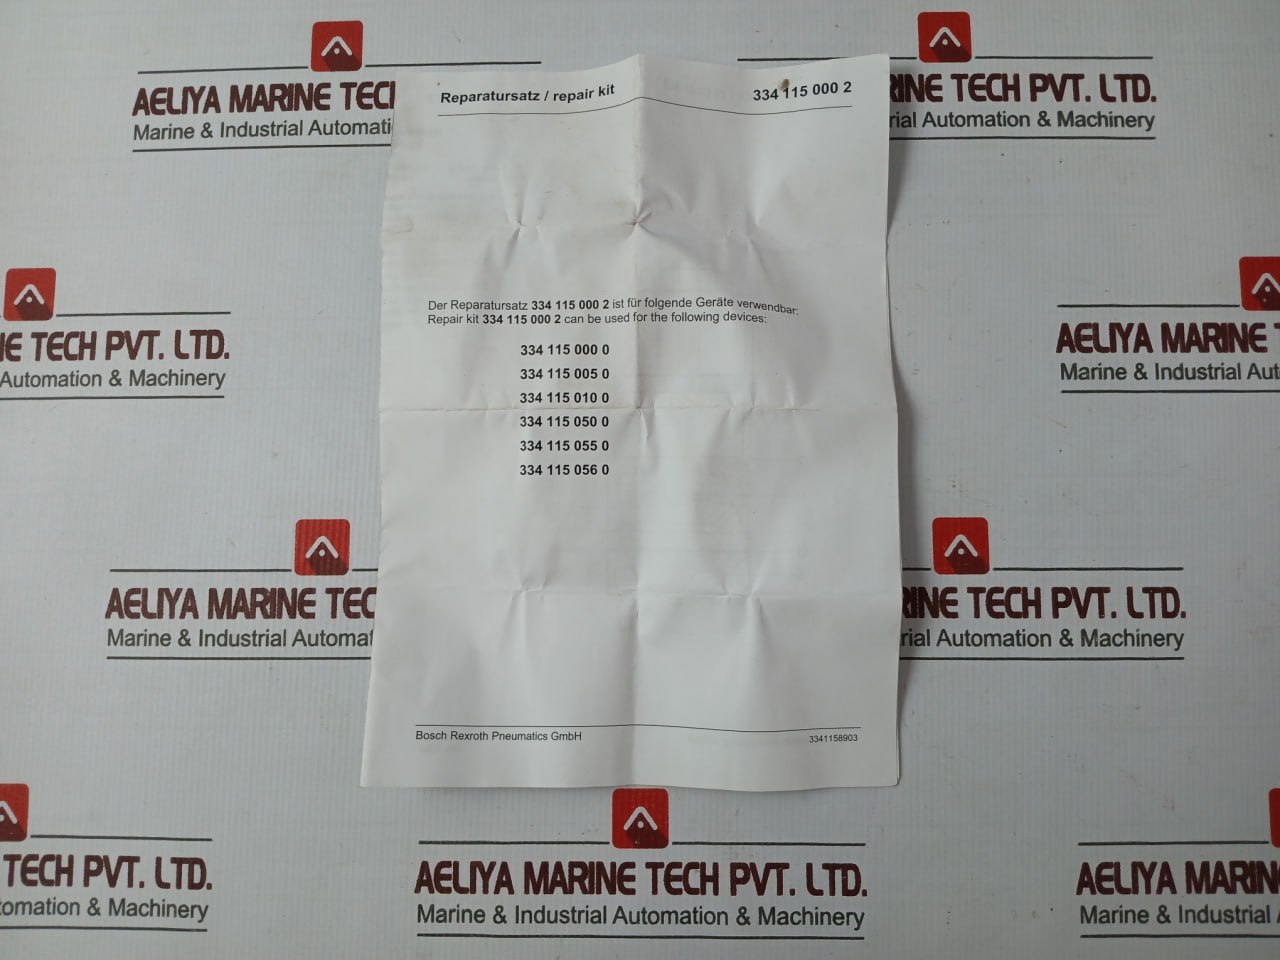 AELIYA MARINE TECH
Marine & Industrial Automati
RINE TECH PVT. LTD.
rial Automation & Machinery
Reparatursatz / repair kit 334 115 000 2
NE TECH PVT. LTD.
Automation & Machinery
AELIYA MARINE T
Marine & Industrial Aut
Der Reparatursatz 334 115 000 2 ist für folgende Geräte verwendbar:
Repair kit 334 115 000 2 can be used for the following devices:
334 115 000 0
334 115 005 0
334 115 010 0
334 115 050 0
334 115 055 0
334 115 056 0
AELIYA MARINE TEC
Marine & Industrial Automat
RINE TECH PVT. LTD.
rial Automation & Machinery
Bosch Rexroth Pneumatics GmbH 3341158903
TECH PVT. LTD.
omation & Machinery
AELIYA MARINE TECH PVT. LTD.
Marine & Industrial Automation & Machinery
AELIYA MARIN
Marine & Industrial A